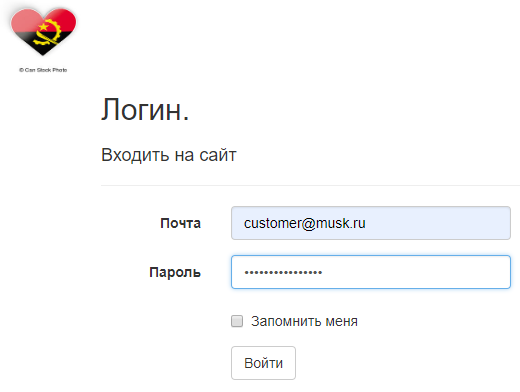 © Can Stock Photo
Логин.
Входить на сайт
Почта
customer@musk.ru
Пароль
••••••••••••••••
Запомнить меня
Войти